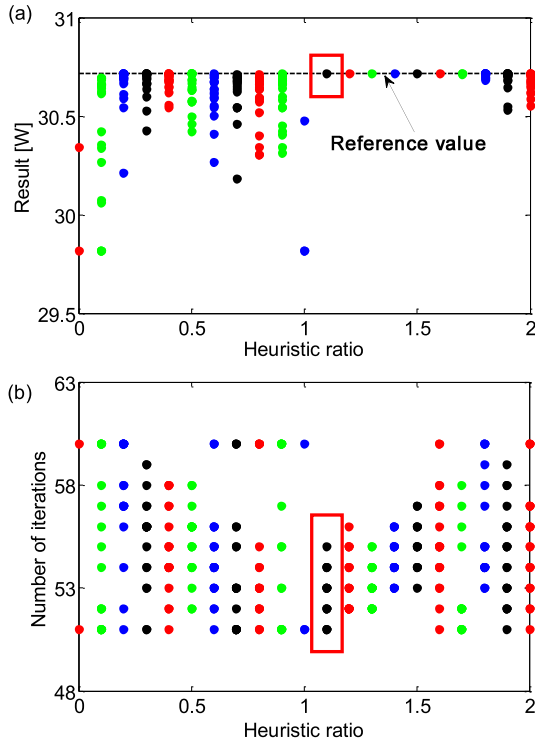 (a)
31
30.5
30
29.5
Result [W]
Reference value
0
0.5
1
1.5
2
Heuristic ratio
(b)
63
58
53
48
Number of iterations
0
0.5
1
1.5
2
Heuristic ratio